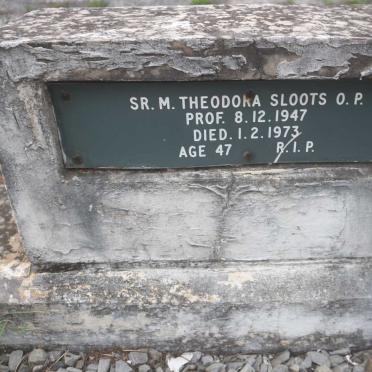 SR. M. THEODORA SLOOTS O.P.
PROF. 8.12.1947
DIED. 1.2.1973
AGE 47 R.I.P.